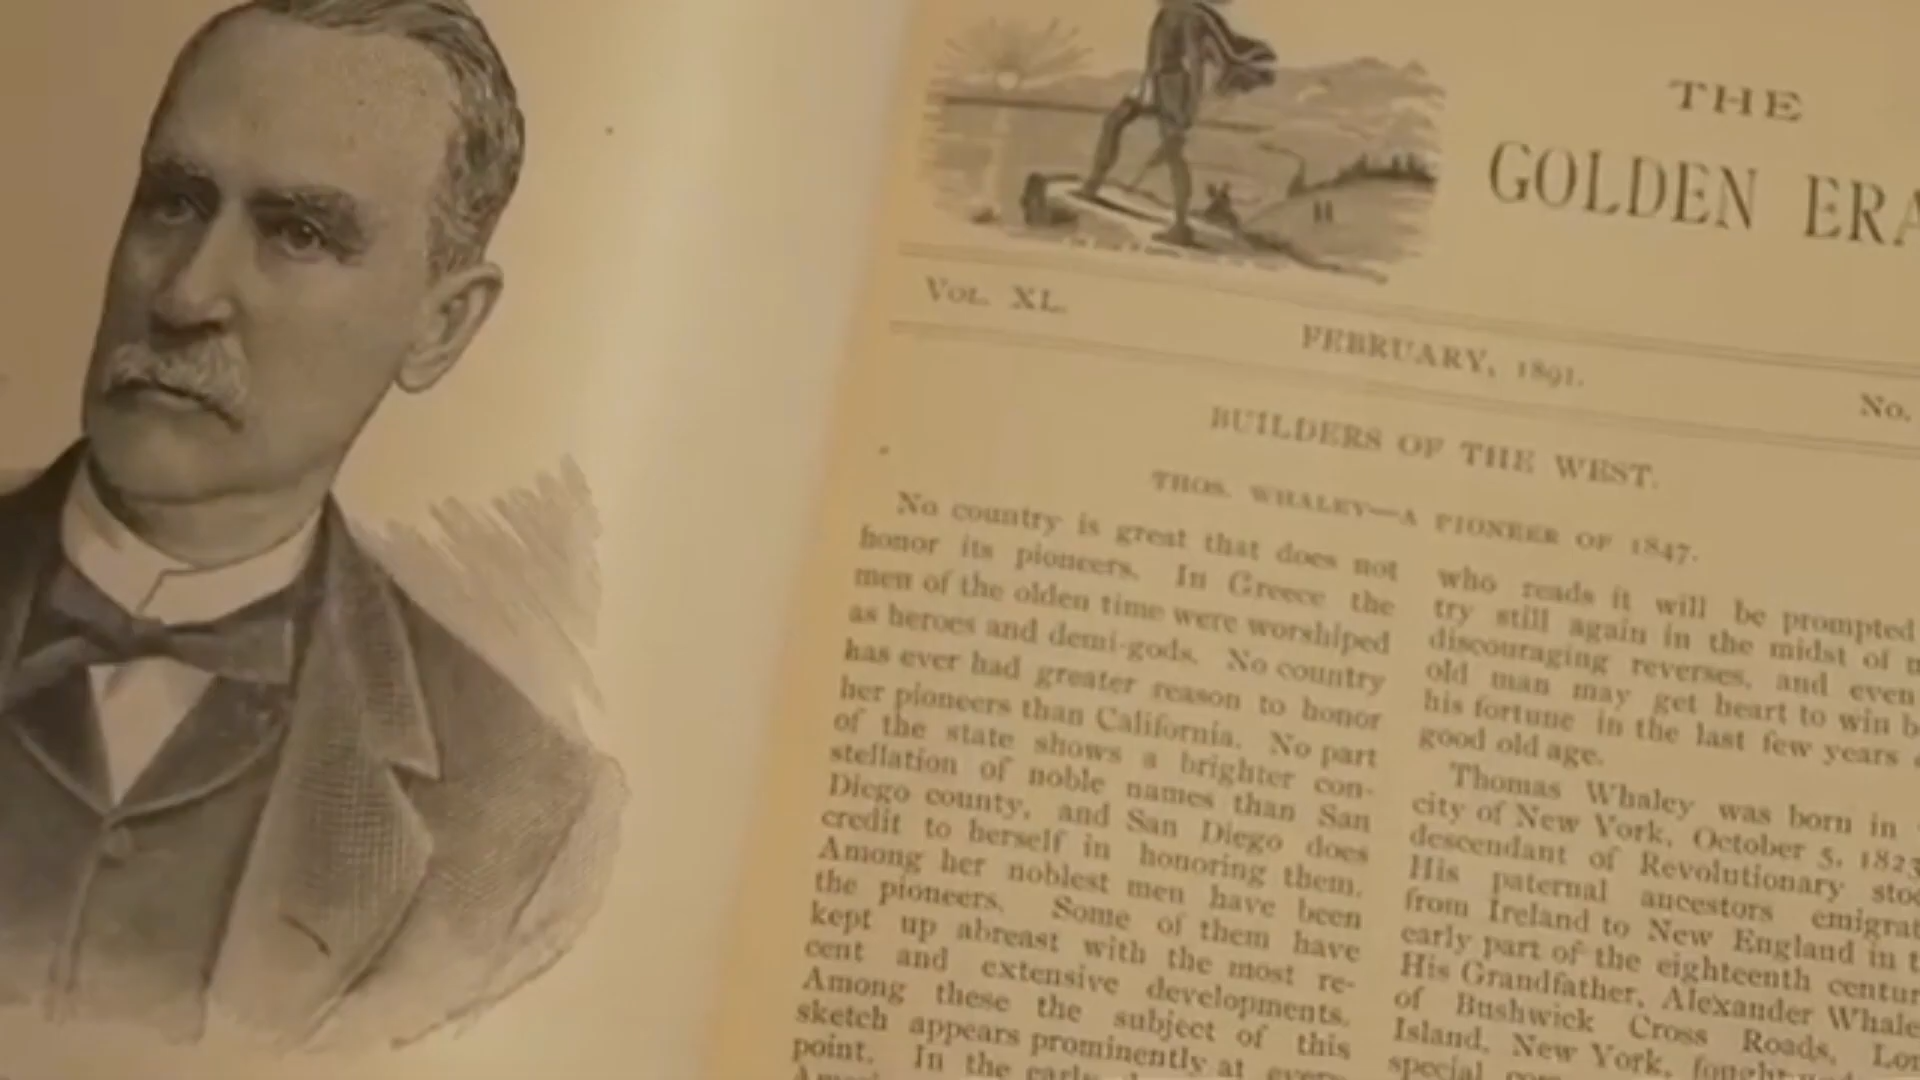 THE
GOLDEN ERA
VOL. XL.
FEBRUARY, 1891.
No.
BUILDERS OF THE WEST.
THOS. WHALEY—A PIONEER OF 1847.
No country is great that does not
honor its pioneers. In Greece the
men of the olden time were worshiped
as heroes and demi-gods. No country
has ever had greater reason to honor
her pioneers than California. No part
of the state shows a brighter con-
stellation of noble names than San
Diego county, and San Diego does
credit to herself in honoring them.
Among her noblest men have been
the pioneers. Some of them have
kept up abreast with the most re-
cent and extensive developments.
Among these the subject of this
sketch appears prominently at every
point. In the early
who reads it will be prompted
try still again in the midst of
discouraging reverses, and even
old man may get heart to win
his fortune in the last few years
good old age.
Thomas Whaley was born in
city of New York, October 5, 1823
descendant of Revolutionary
His paternal ancestors
from Ireland to New England in
early part of the eighteenth
His Grandfather, Alexander
of Bushwick Cross Roads,
Island, New York, fought
special